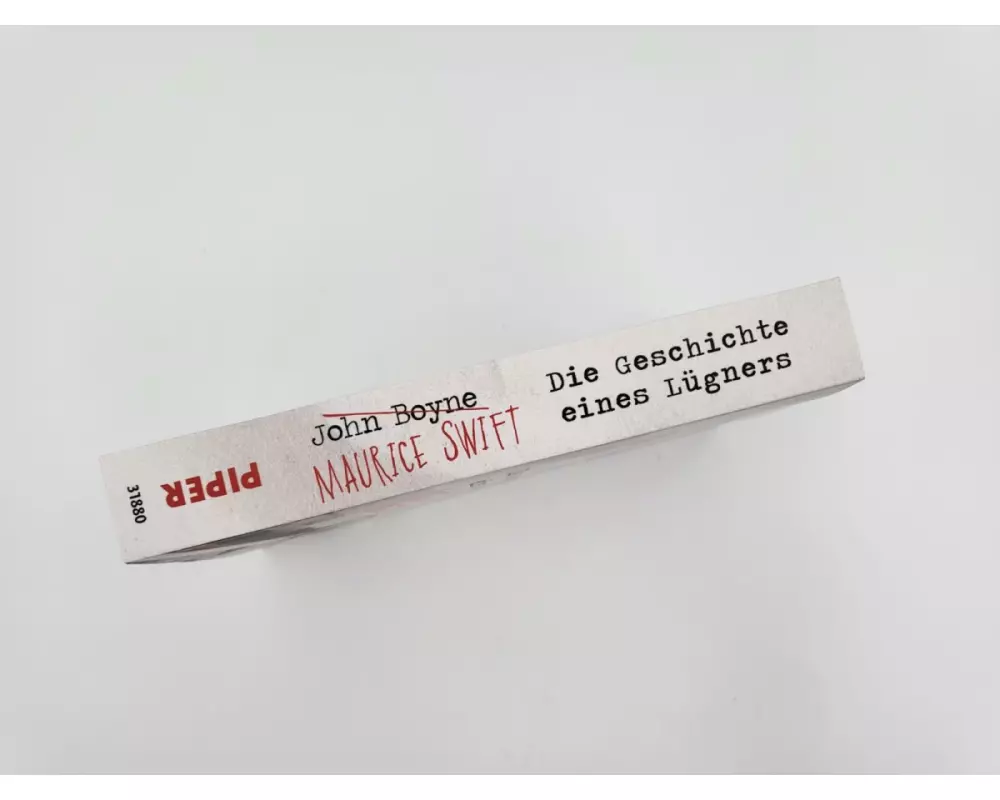 31880
PIPER
John Boyne
MAURICE SWIFT
Die Geschichte
eines Lügners